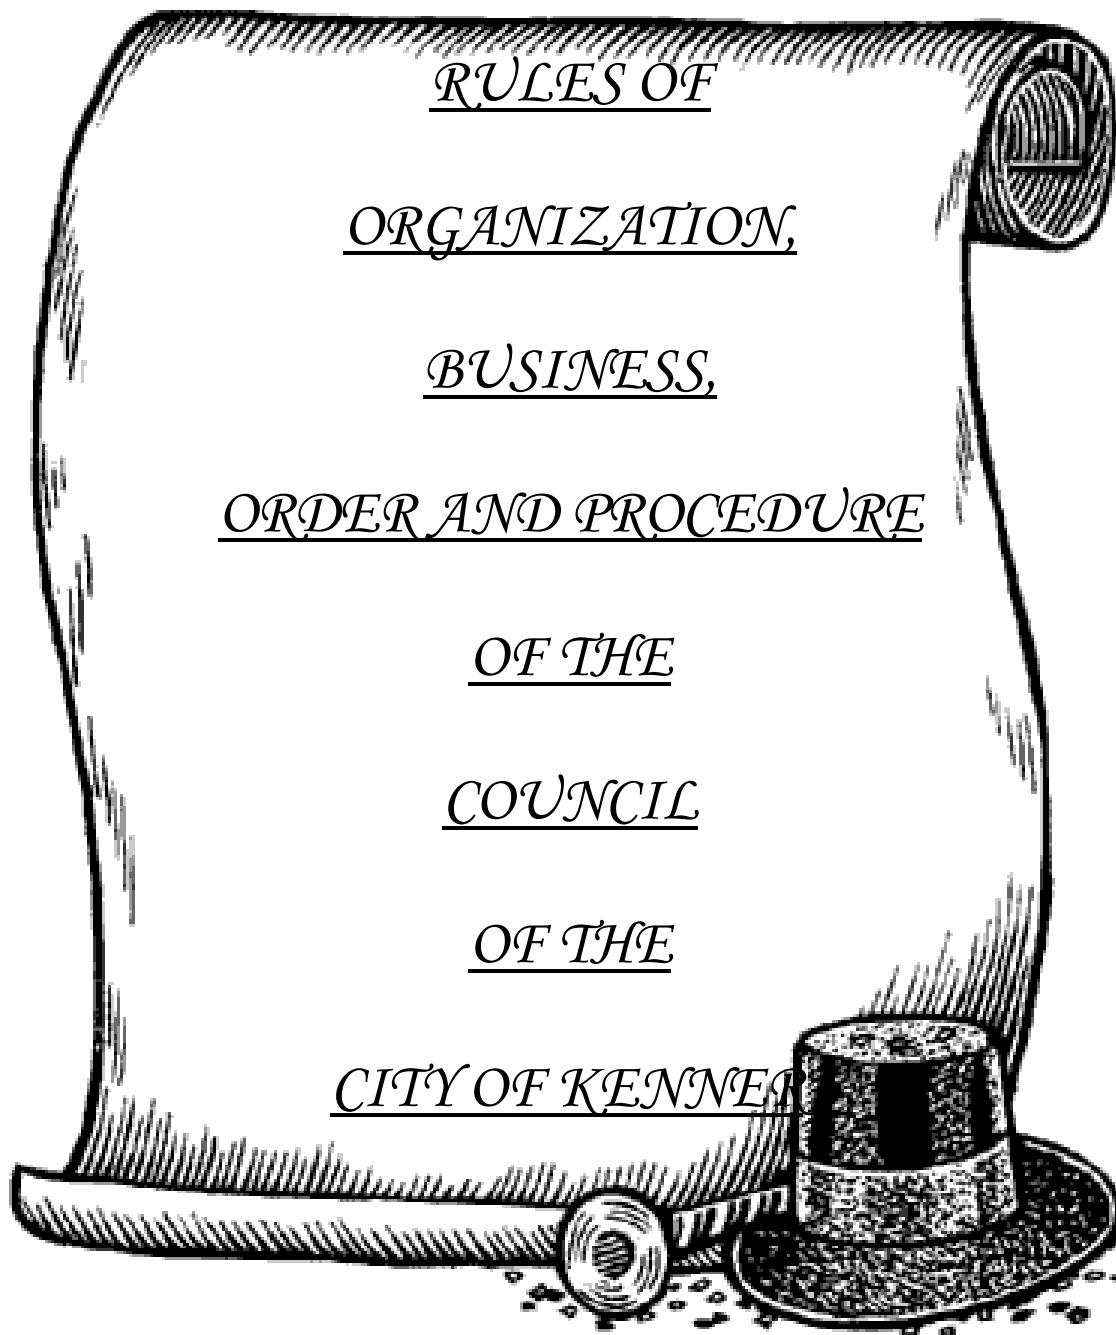 RULES OF
ORGANIZATION,
BUSINESS,
ORDER AND PROCEDURE
OF THE
COUNCIL
OF THE
CITY OF KENNER